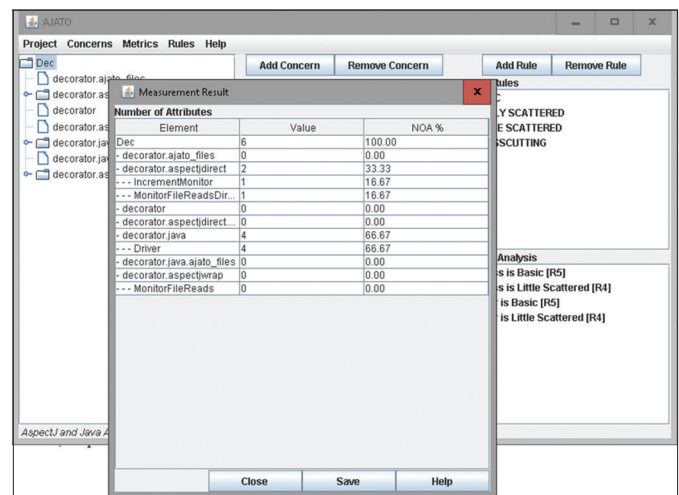 AJATO
Project Concerns Metrics Rules Help
Dec
decorator.ajato_files
decorator.as
decorator
decorator.as
decorator.jav
decorator.jav
decorator.as
Add Concern Remove Concern
Add Rule Remove Rule
Rules
LY SCATTERED
E SCATTERED
SSCUTTING
Measurement Result x
Number of Attributes
Element Value NOA %
Dec 6 100.00
- decorator.ajato_files 0 0.00
- decorator.aspectjdirect 2 33.33
- - - IncrementMonitor 1 16.67
- - - MonitorFileReadsDir... 1 16.67
- decorator 0 0.00
- decorator.aspectjdirect.... 0 0.00
- decorator.java 4 66.67
- - - Driver 4 66.67
- decorator.java.ajato_files 0 0.00
- decorator.aspectjwrap 0 0.00
- - - MonitorFileReads 0 0.00
Close Save Help
Analysis
ss is Basic [R5]
ss is Little Scattered [R4]
r is Basic [R5]
r is Little Scattered [R4]
AspectJ and Java A